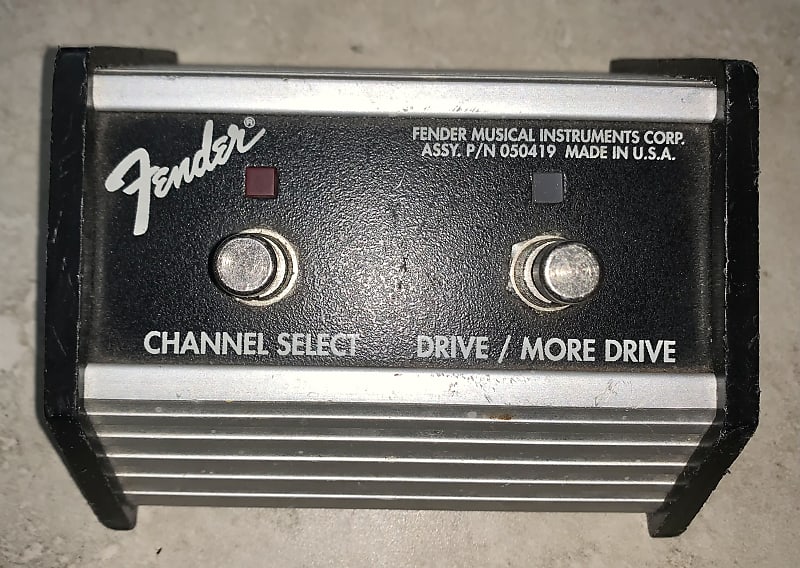 Fender®
FENDER MUSICAL INSTRUMENTS CORP.
ASSY. P/N 050419 MADE IN U.S.A.
CHANNEL SELECT
DRIVE / MORE DRIVE